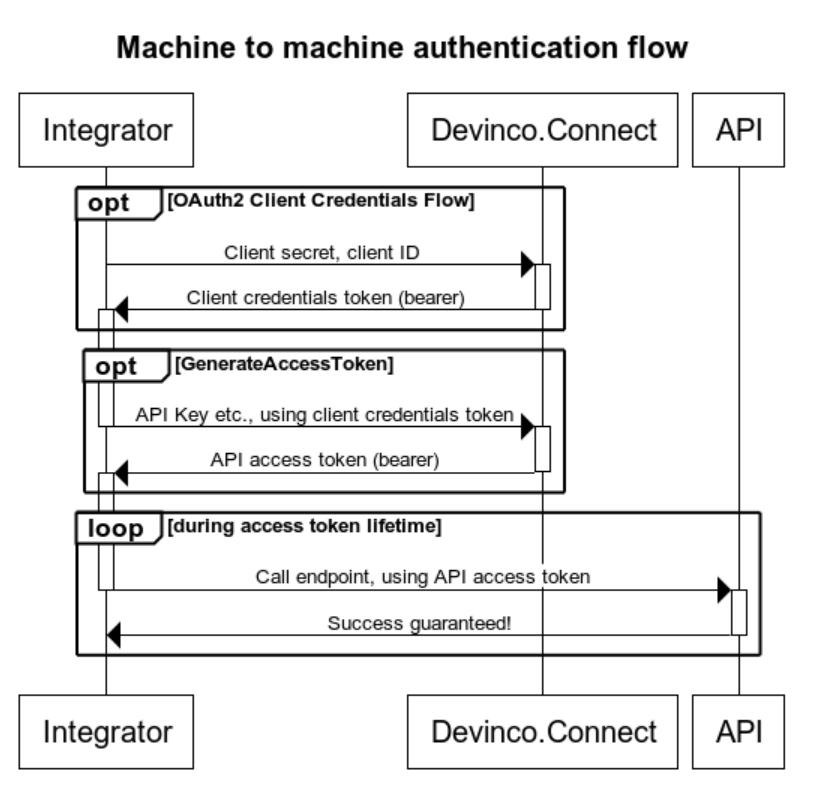 Machine to machine authentication flow
Integrator
Devinco.Connect
API
opt
[OAuth2 Client Credentials Flow]
Client secret, client ID
Client credentials token (bearer)
opt
[GenerateAccessToken]
API Key etc., using client credentials token
API access token (bearer)
loop
[during access token lifetime]
Call endpoint, using API access token
Success guaranteed!
Integrator
Devinco.Connect
API